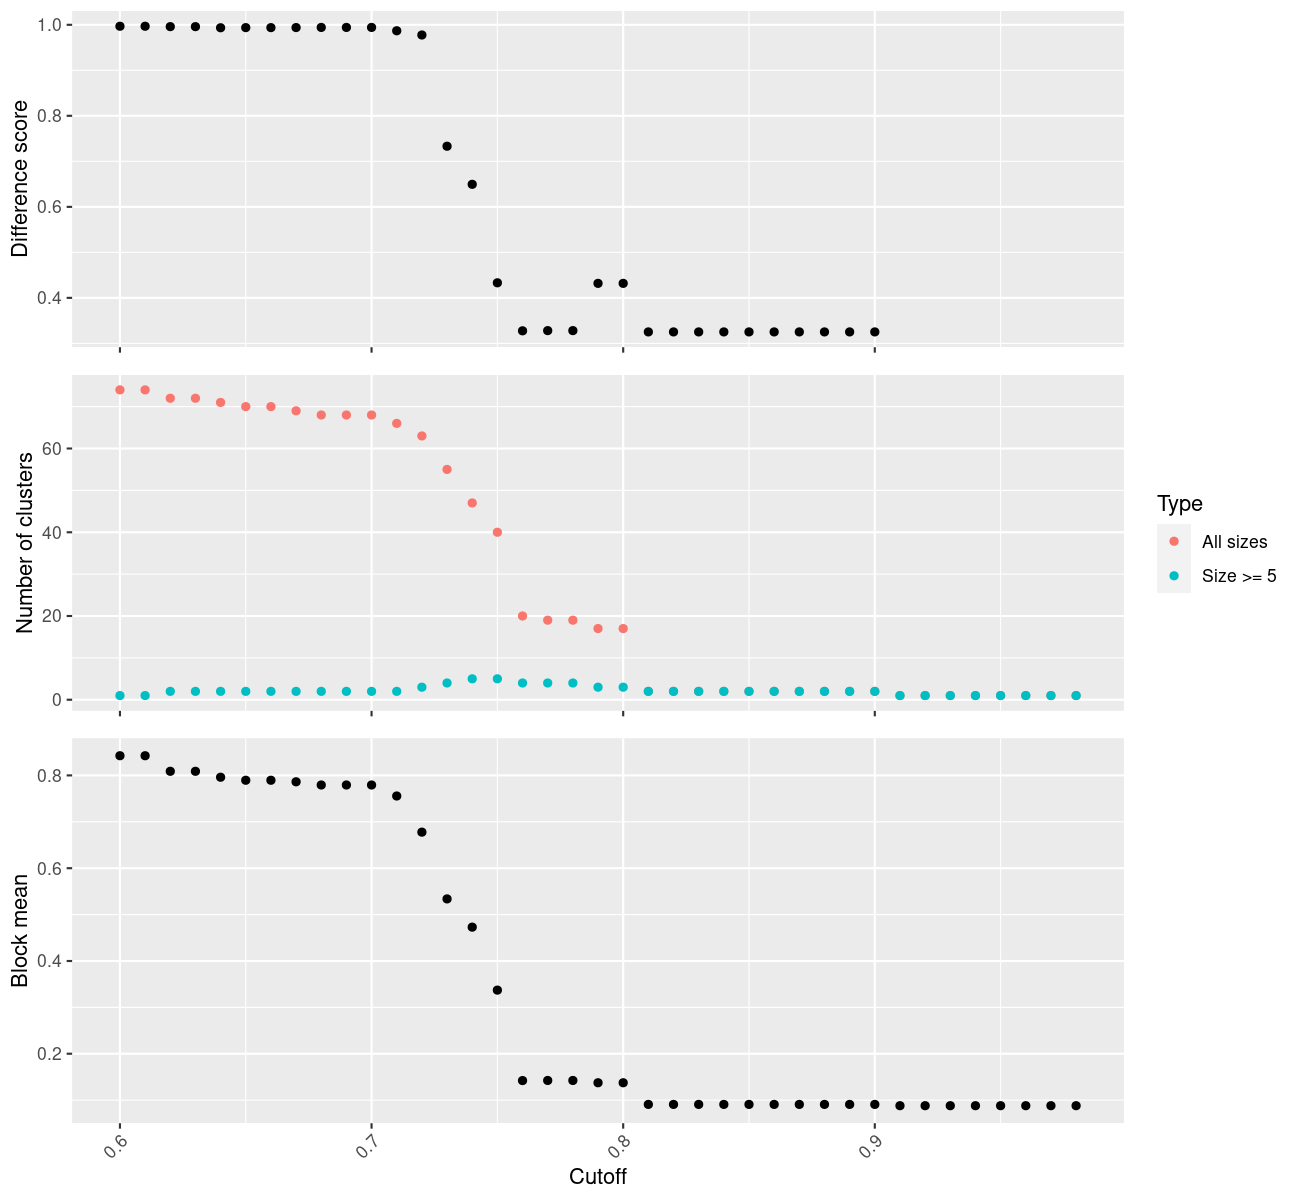 Difference score
1.0
0.8
0.6
0.4
Number of clusters
60
40
20
0
Type
All sizes
Size >= 5
Block mean
0.8
0.6
0.4
0.2
0.6
0.7
0.8
0.9
Cutoff